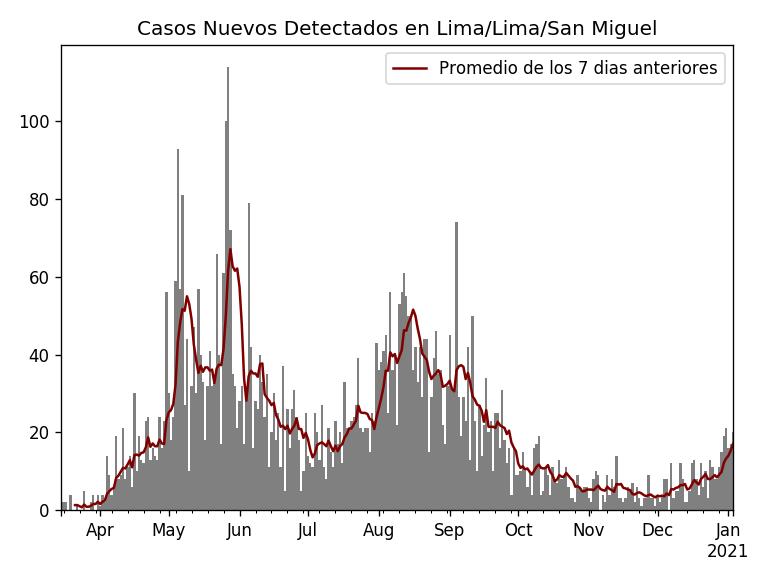 Casos Nuevos Detectados en Lima/Lima/San Miguel
Promedio de los 7 dias anteriores
100
80
60
40
20
0
Apr May Jun Jul Aug Sep Oct Nov Dec Jan
2021